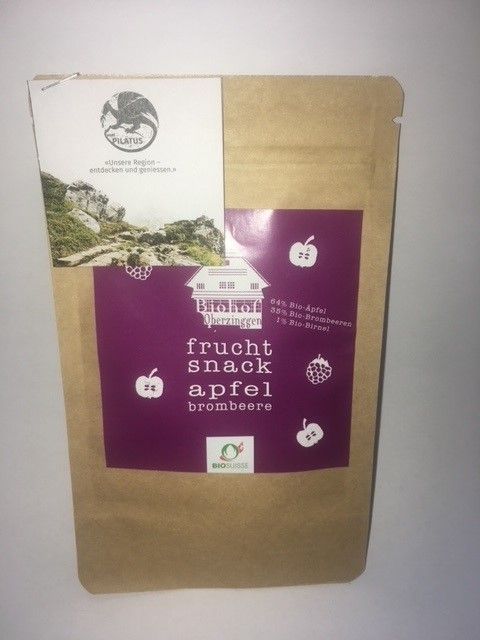 PILATUS
«Unsere Region –
entdecken und geniessen.»
Biohof
Oberzinggen
64% Bio-Äpfel
35% Bio-Brombeeren
1% Bio-Birnel
frucht
snack
apfel
brombeere
BIOSUISSE